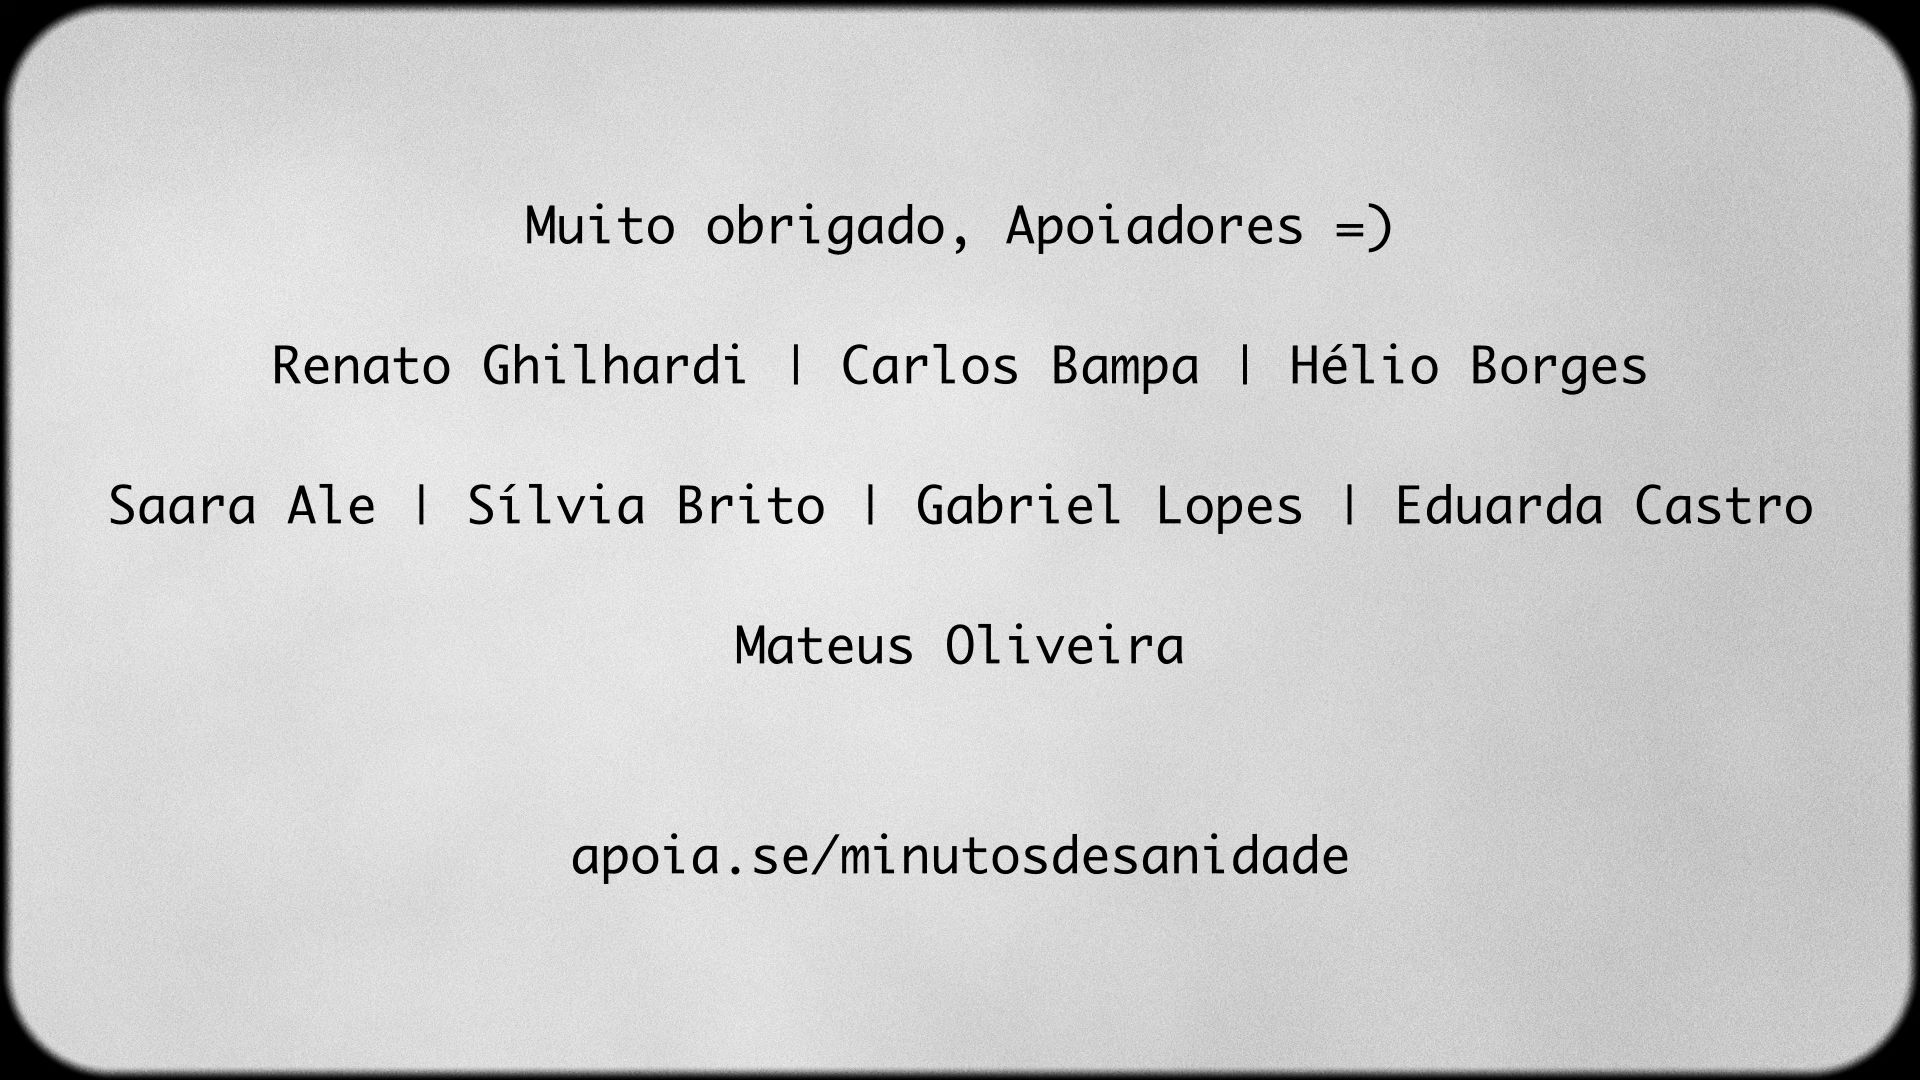 Muito obrigado, Apoiadores =)
Renato Ghilhardi | Carlos Bampa | Hélio Borges
Saara Ale | Sílvia Brito | Gabriel Lopes | Eduarda Castro
Mateus Oliveira
apoia.se/minutosdesanidade